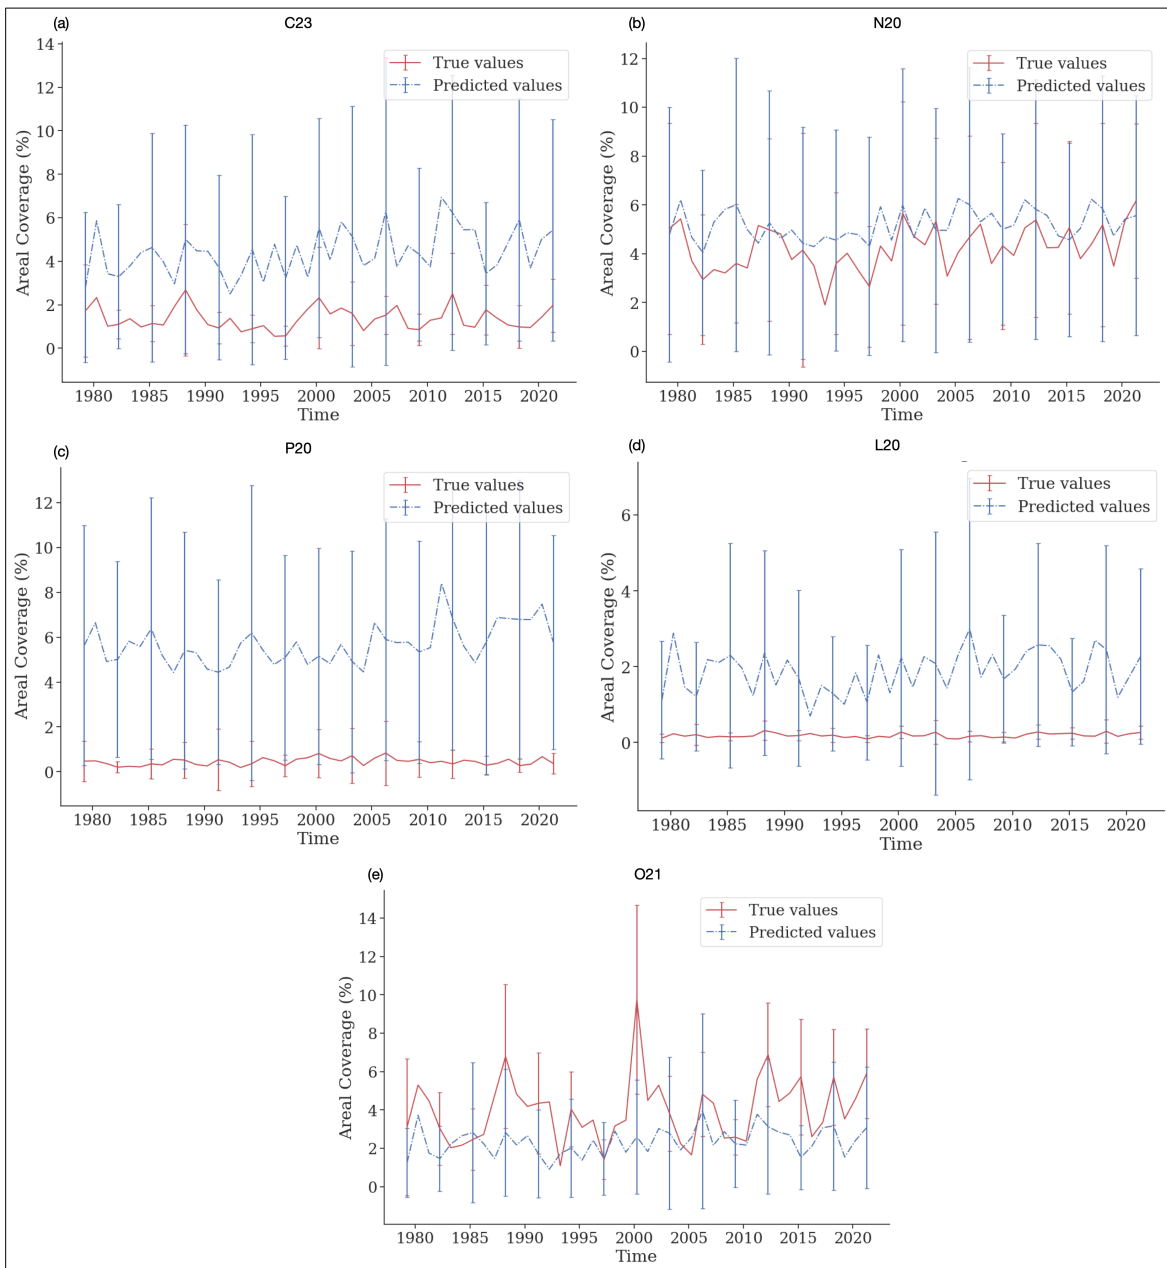 (a) C23
Areal Coverage (%)
14
12
10
8
6
4
2
0
True values
Predicted values
1980 1985 1990 1995 2000 2005 2010 2015 2020
Time
(b) N20
Areal Coverage (%)
12
10
8
6
4
2
0
True values
Predicted values
1980 1985 1990 1995 2000 2005 2010 2015 2020
Time
(c) P20
Areal Coverage (%)
12
10
8
6
4
2
0
True values
Predicted values
1980 1985 1990 1995 2000 2005 2010 2015 2020
Time
(d) L20
Areal Coverage (%)
6
4
2
0
True values
Predicted values
1980 1985 1990 1995 2000 2005 2010 2015 2020
Time
(e) O21
Areal Coverage (%)
14
12
10
8
6
4
2
0
True values
Predicted values
1980 1985 1990 1995 2000 2005 2010 2015 2020
Time